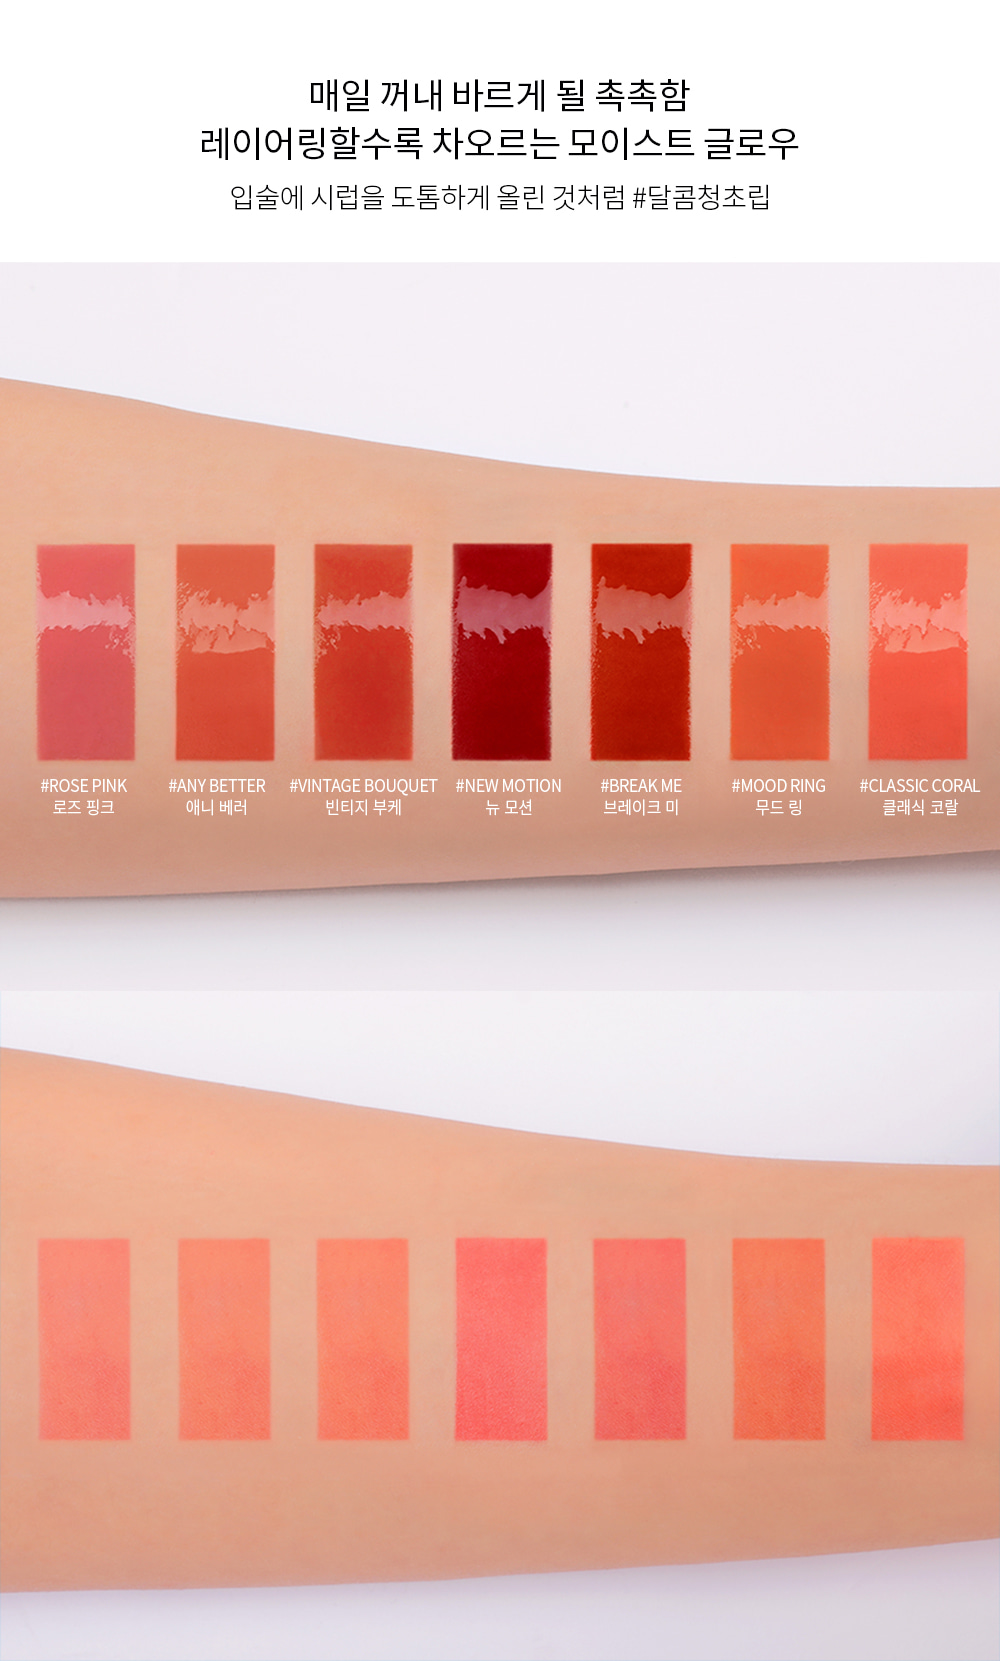 매일 꺼내 바르게 될 촉촉함
레이어링할수록 차오르는 모이스트 글로우
입술에 시럽을 도톰하게 올린 것처럼 #달콤청초립
#ROSE PINK
로즈 핑크
#ANY BETTER
애니 베러
#VINTAGE BOUQUET
빈티지 부케
#NEW MOTION
뉴 모션
#BREAK ME
브레이크 미
#MOOD RING
무드 링
#CLASSIC CORAL
클래식 코랄